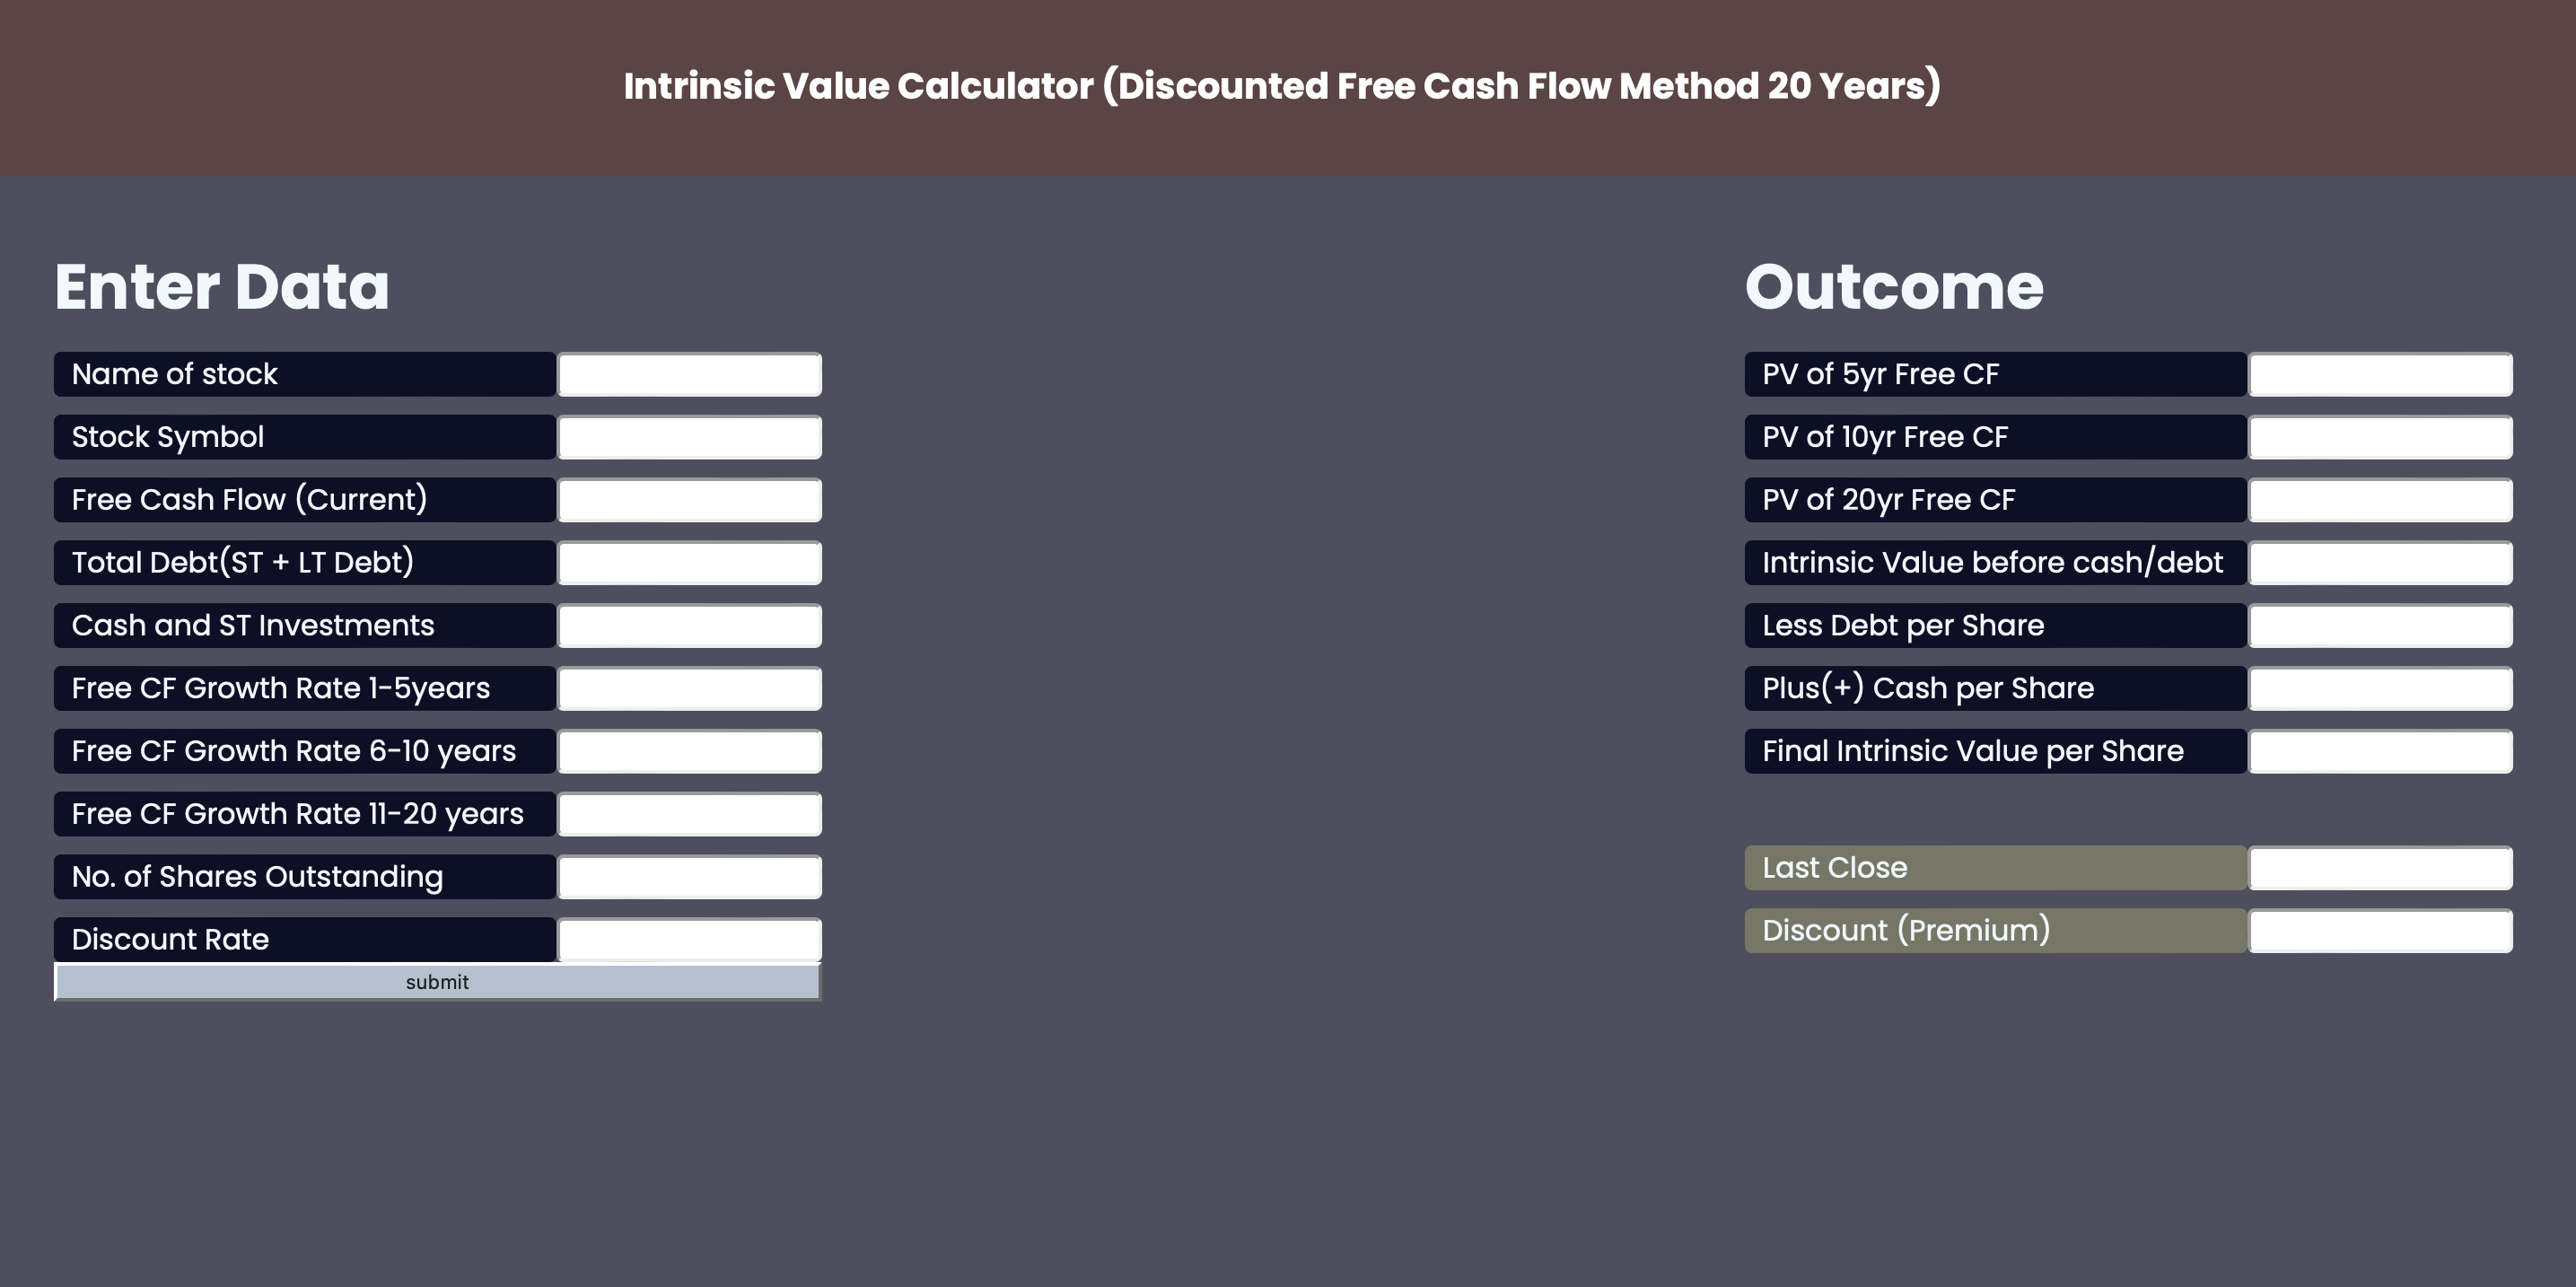 Intrinsic Value Calculator (Discounted Free Cash Flow Method 20 Years)
Enter Data
Name of stock
Stock Symbol
Free Cash Flow (Current)
Total Debt(ST + LT Debt)
Cash and ST Investments
Free CF Growth Rate 1-5years
Free CF Growth Rate 6-10 years
Free CF Growth Rate 11-20 years
No. of Shares Outstanding
Discount Rate
submit
Outcome
PV of 5yr Free CF
PV of 10yr Free CF
PV of 20yr Free CF
Intrinsic Value before cash/debt
Less Debt per Share
Plus(+) Cash per Share
Final Intrinsic Value per Share
Last Close
Discount (Premium)